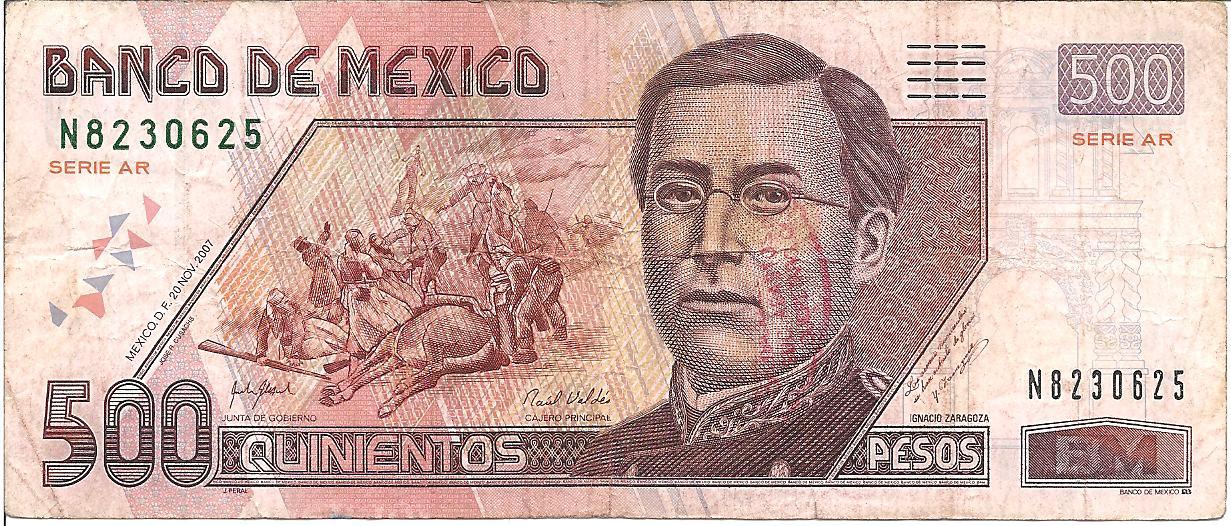 BANCO DE MEXICO
500
N8230625
SERIE AR
SERIE AR
MEXICO, D. F. 20 NOV. 2007
Raúl Valdés
JUNTA DE GOBIERNO
CAJERO PRINCIPAL
N8230625
IGNACIO ZARAGOZA
500
QUINIENTOS
PESOS
BM
J. PERAL
BANCO DE MEXICO